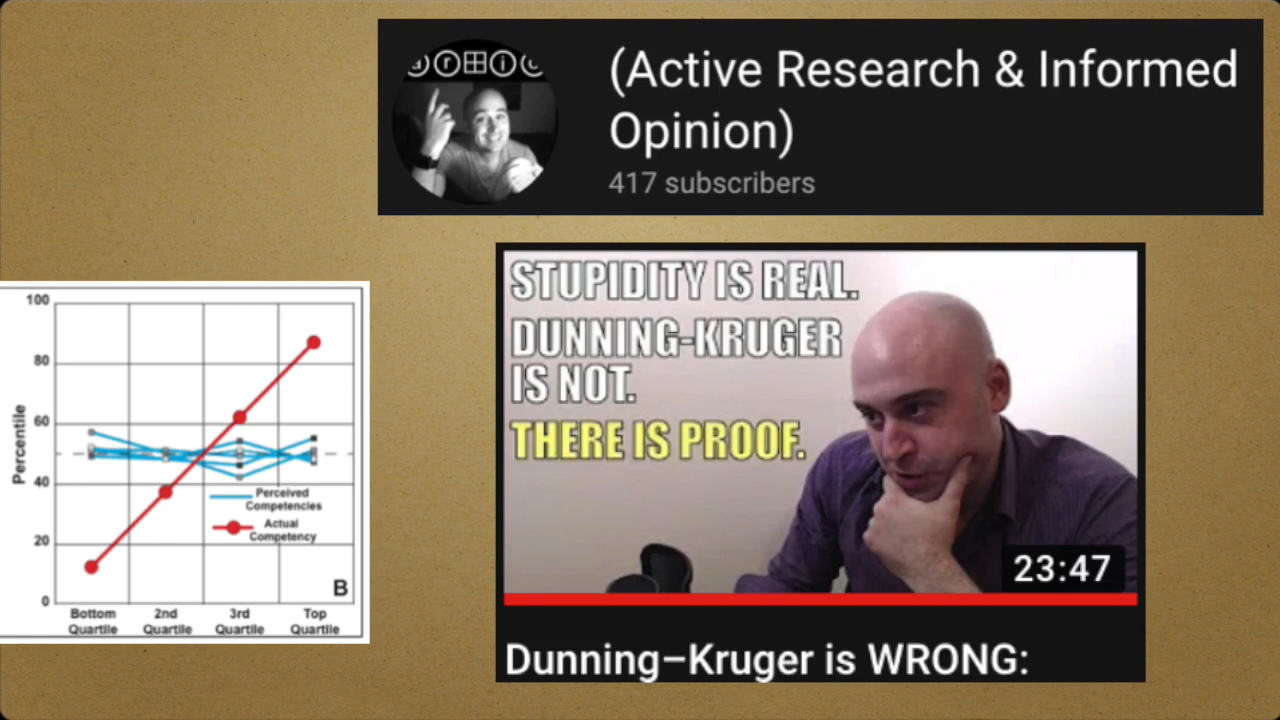 (Active Research & Informed
Opinion)
417 subscribers
STUPIDITY IS REAL.
DUNNING-KRUGER
IS NOT.
THERE IS PROOF.
23:47
Dunning–Kruger is WRONG:
100
80
60
40
20
0
Percentile
Perceived
Competencies
Actual
Competency
B
Bottom
Quartile
2nd
Quartile
3rd
Quartile
Top
Quartile